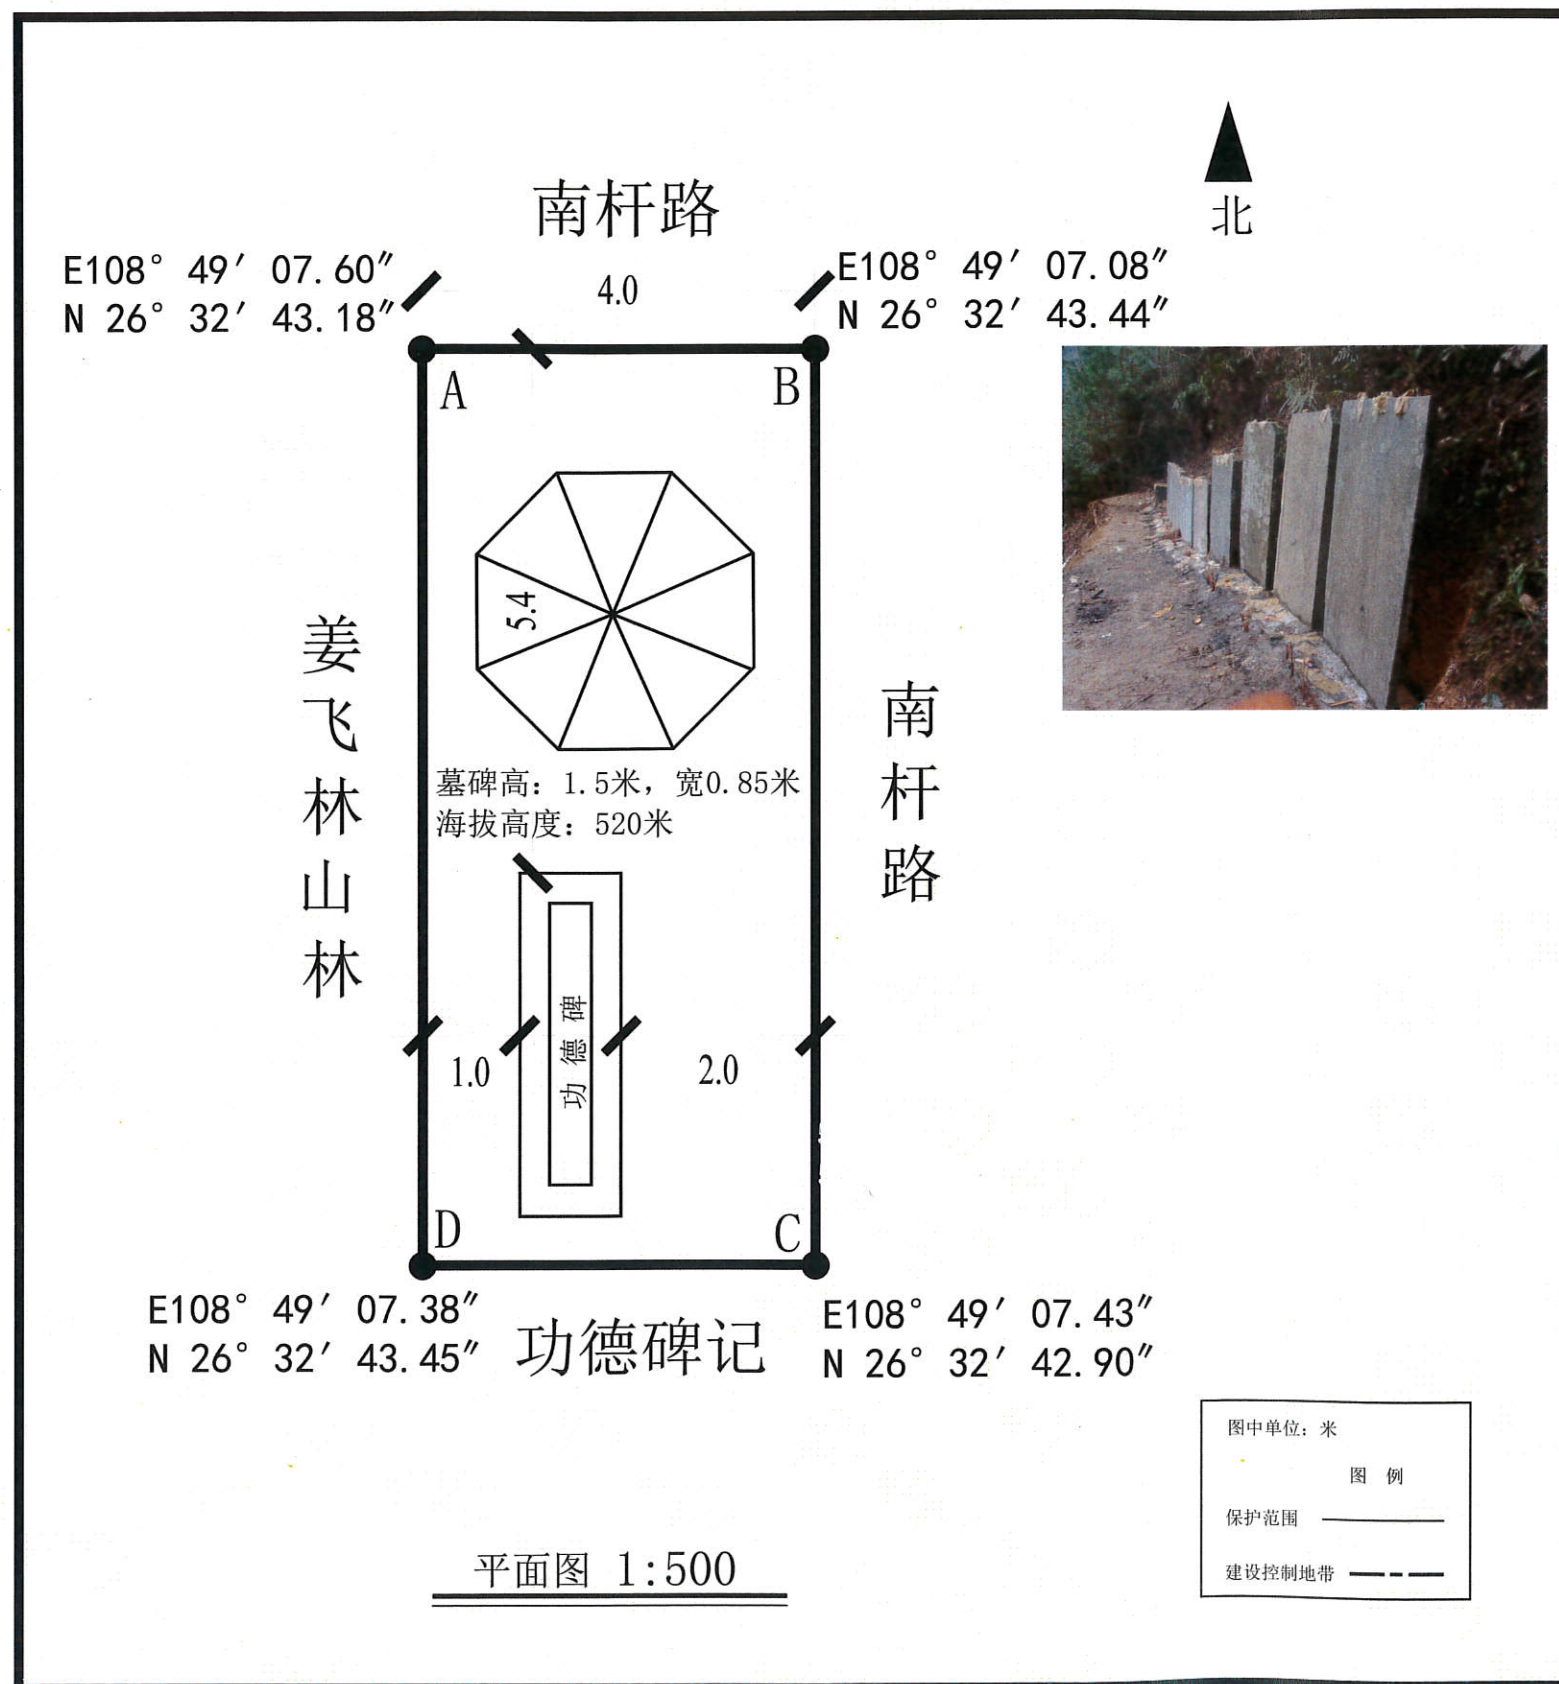 北
南杆路
E108° 49′ 07.60″
N 26° 32′ 43.18″
4.0
E108° 49′ 07.08″
N 26° 32′ 43.44″
A
B
5.4
姜飞林山林
南杆路
墓碑高：1.5米，宽0.85米
海拔高度：520米
功德碑
1.0
2.0
D
C
E108° 49′ 07.38″
N 26° 32′ 43.45″
功德碑记
E108° 49′ 07.43″
N 26° 32′ 42.90″
图中单位：米
图 例
保护范围
建设控制地带
平面图 1:500